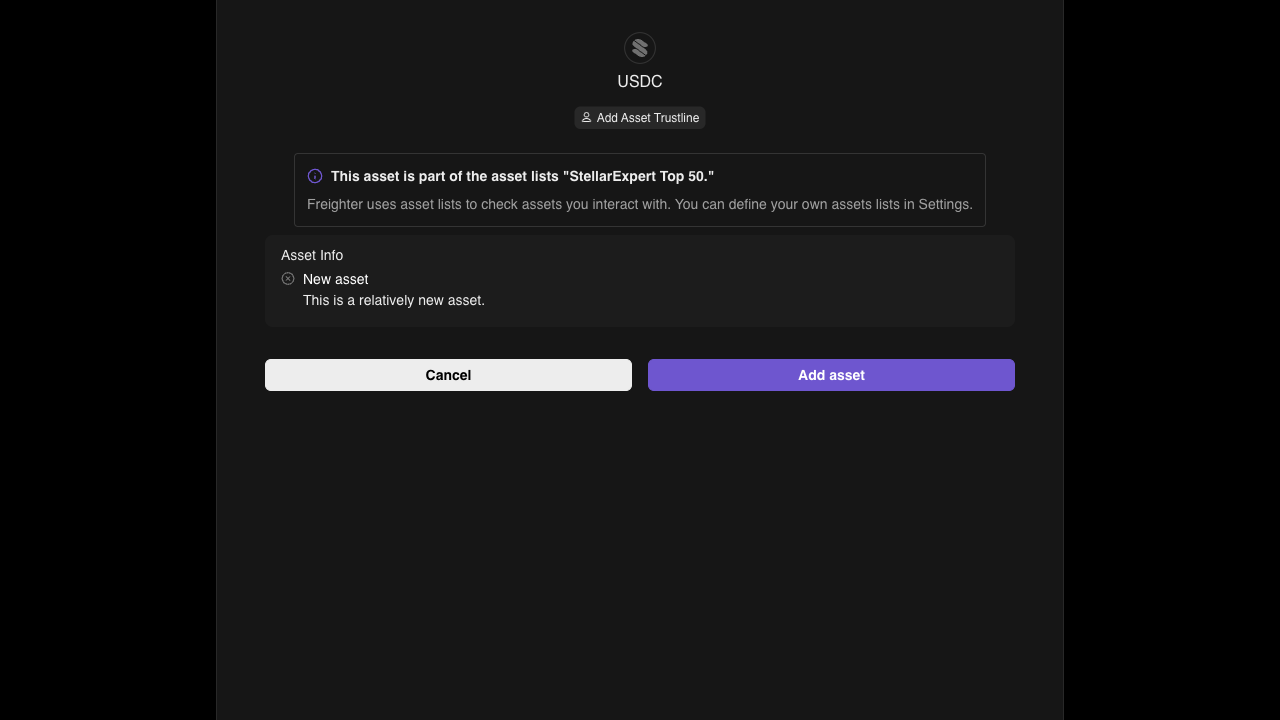 USDC
Add Asset Trustline
This asset is part of the asset lists "StellarExpert Top 50."
Freighter uses asset lists to check assets you interact with. You can define your own assets lists in Settings.
Asset Info
New asset
This is a relatively new asset.
Cancel
Add asset